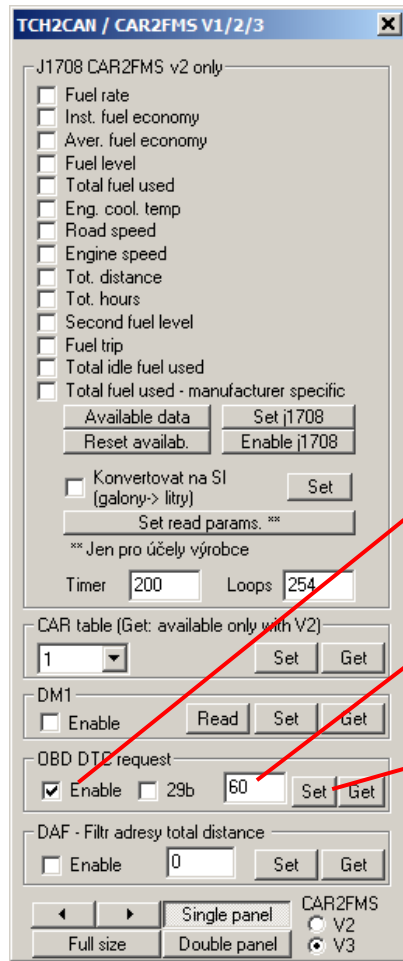 TCH2CAN / CAR2FMS V1/2/3
J1708 CAR2FMS v2 only
Fuel rate
Inst. fuel economy
Aver. fuel economy
Fuel level
Total fuel used
Eng. cool. temp
Road speed
Engine speed
Tot. distance
Tot. hours
Second fuel level
Fuel trip
Total idle fuel used
Total fuel used - manufacturer specific
Available data Set j1708
Reset availab. Enable j1708
Konvertovat na SI
(galony-> litry) Set
Set read params. **
** Jen pro účely výrobce
Timer 200 Loops 254
CAR table (Get: available only with V2)
1 Set Get
DM1
Enable Read Set Get
OBD DTC request
Enable 29b 60 Set Get
DAF - Filtr adresy total distance
Enable 0 Set Get
Single panel CAR2FMS
V2
Full size Double panel V3